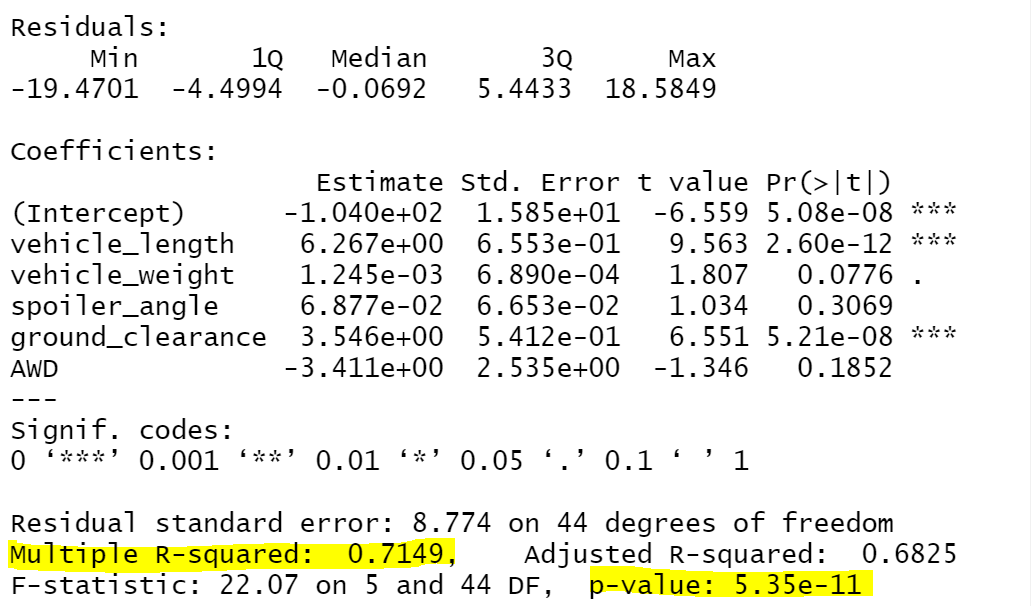 Residuals:
     Min       1Q   Median       3Q      Max
-19.4701  -4.4994  -0.0692   5.4433  18.5849
Coefficients:
                   Estimate Std. Error t value Pr(>|t|)
(Intercept)      -1.040e+02  1.585e+01  -6.559 5.08e-08 ***
vehicle_length    6.267e+00  6.553e-01   9.563 2.60e-12 ***
vehicle_weight    1.245e-03  6.890e-04   1.807   0.0776 .
spoiler_angle     6.877e-02  6.653e-02   1.034   0.3069
ground_clearance  3.546e+00  5.412e-01   6.551 5.21e-08 ***
AWD              -3.411e+00  2.535e+00  -1.346   0.1852
---
Signif. codes:
0 ‘***’ 0.001 ‘**’ 0.01 ‘*’ 0.05 ‘.’ 0.1 ‘ ’ 1
Residual standard error: 8.774 on 44 degrees of freedom
Multiple R-squared:  0.7149,    Adjusted R-squared:  0.6825
F-statistic: 22.07 on 5 and 44 DF,  p-value: 5.35e-11